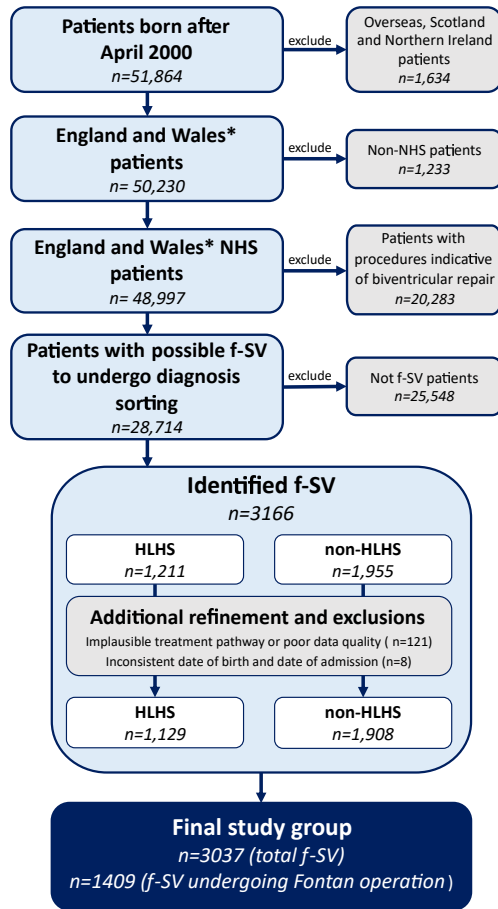 Patients born after
April 2000
n=51,864
exclude
Overseas, Scotland
and Northern Ireland
patients
n=1,634
England and Wales*
patients
n= 50,230
exclude
Non-NHS patients
n=1,233
England and Wales* NHS
patients
n= 48,997
exclude
Patients with
procedures indicative
of biventricular repair
n=20,283
Patients with possible f-SV
to undergo diagnosis
sorting
n=28,714
exclude
Not f-SV patients
n=25,548
Identified f-SV
n=3166
HLHS
n=1,211
non-HLHS
n=1,955
Additional refinement and exclusions
Implausible treatment pathway or poor data quality ( n=121)
Inconsistent date of birth and date of admission (n=8)
HLHS
n=1,129
non-HLHS
n=1,908
Final study group
n=3037 (total f-SV)
n=1409 (f-SV undergoing Fontan operation )